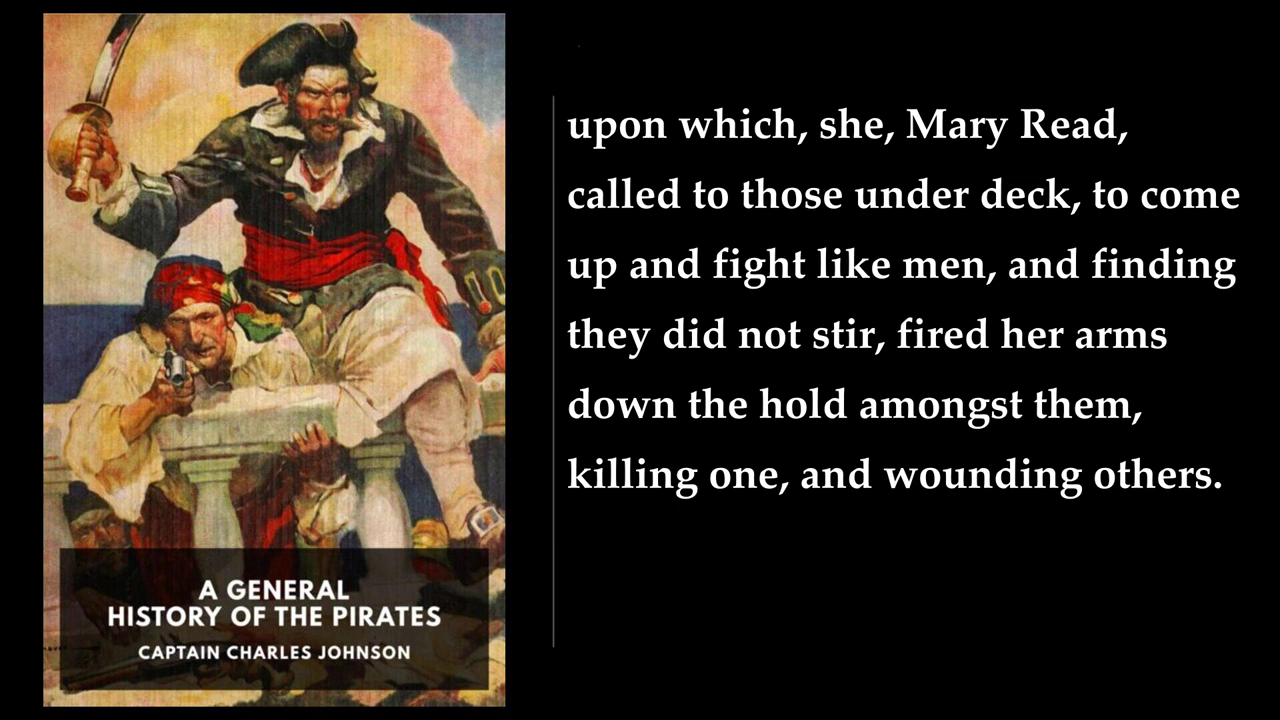 upon which, she, Mary Read,
called to those under deck, to come
up and fight like men, and finding
they did not stir, fired her arms
down the hold amongst them,
killing one, and wounding others.
A GENERAL
HISTORY OF THE PIRATES
CAPTAIN CHARLES JOHNSON